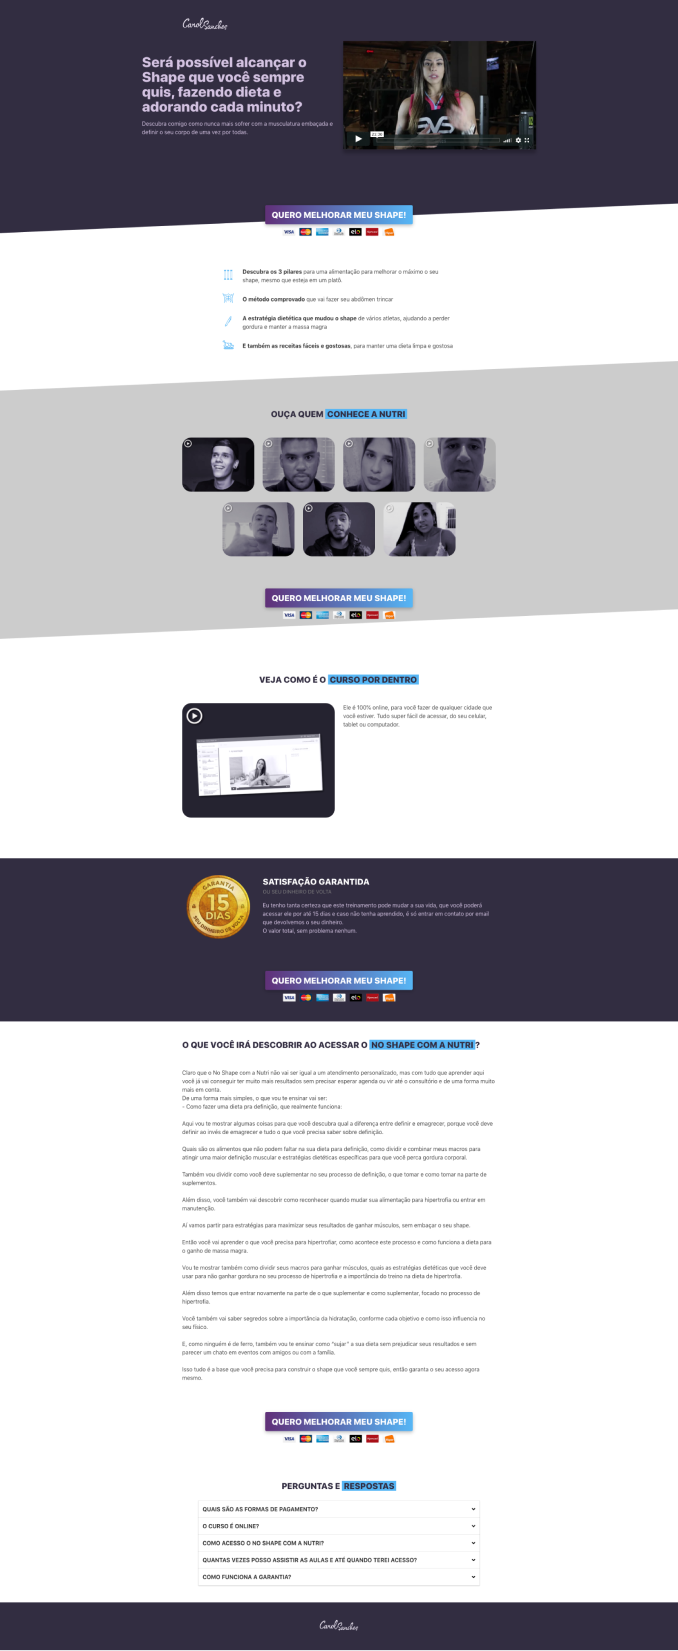 Carol Sanches
Será possível alcançar o
Shape que você sempre
quis, fazendo dieta e
adorando cada minuto?
Descubra comigo como nunca mais sofrer com a musculatura embaçada e
definir o seu corpo de uma vez por todas.
QUERO MELHORAR MEU SHAPE!
VISA
elo
Descubra os 3 pilares para uma alimentação para melhorar o máximo o seu
shape, mesmo que esteja em um platô.
O método comprovado que vai fazer seu abdômen trincar
A estratégia dietética que mudou o shape de vários atletas, ajudando a perder
gordura e manter a massa magra
E também as receitas fáceis e gostosas, para manter uma dieta limpa e gostosa
OUÇA QUEM CONHECE A NUTRI
QUERO MELHORAR MEU SHAPE!
VISA
elo
VEJA COMO É O CURSO POR DENTRO
Ele é 100% online, para você fazer de qualquer cidade que
você estiver. Tudo super fácil de acessar, do seu celular,
tablet ou computador.
GARANTIA
15
DIAS
SEU DINHEIRO DE VOLTA
SATISFAÇÃO GARANTIDA
OU SEU DINHEIRO DE VOLTA
Eu tenho tanta certeza que este treinamento pode mudar a sua vida, que você poderá
acessar ele por até 15 dias e caso não tenha aprendido, é só entrar em contato por email
que devolvemos o seu dinheiro.
O valor total, sem problema nenhum.
QUERO MELHORAR MEU SHAPE!
VISA
elo
O QUE VOCÊ IRÁ DESCOBRIR AO ACESSAR O NO SHAPE COM A NUTRI ?
Claro que o No Shape com a Nutri não vai ser igual a um atendimento personalizado, mas com tudo que aprender aqui
você já vai conseguir ter muito mais resultados sem precisar esperar agenda ou vir até o consultório e de uma forma muito
mais em conta.
De uma forma mais simples, o que vou te ensinar vai ser:
- Como fazer uma dieta pra definição, que realmente funciona:
Aqui vou te mostrar algumas coisas para que você descubra qual a diferença entre definir e emagrecer, porque você deve
definir ao invés de emagrecer e tudo o que você precisa saber sobre definição.
Quais são os alimentos que não podem faltar na sua dieta para definição, como dividir e combinar meus macros para
atingir uma maior definição muscular e estratégias dietéticas específicas para que você perca gordura corporal.
Também vou dividir como você deve suplementar no seu processo de definição, o que tomar e como tomar na parte de
suplementos.
Além disso, você também vai descobrir como reconhecer quando mudar sua alimentação para hipertrofia ou entrar em
manutenção.
Aí vamos partir para estratégias para maximizar seus resultados de ganhar músculos, sem embaçar o seu shape.
Então você vai aprender o que você precisa para hipertrofiar, como acontece este processo e como funciona a dieta para
o ganho de massa magra.
Vou te mostrar também como dividir seus macros para ganhar músculos, quais as estratégias dietéticas que você deve
usar para não ganhar gordura no seu processo de hipertrofia e a importância do treino na dieta de hipertrofia.
Além disso temos que entrar novamente na parte de o que suplementar e como suplementar, focado no processo de
hipertrofia.
Você também vai saber segredos sobre a importância da hidratação, conforme cada objetivo e como isso influencia no
seu físico.
E, como ninguém é de ferro, também vou te ensinar como "sujar" a sua dieta sem prejudicar seus resultados e sem
parecer um chato em eventos com amigos ou com a família.
Isso tudo é a base que você precisa para construir o shape que você sempre quis, então garanta o seu acesso agora
mesmo.
QUERO MELHORAR MEU SHAPE!
VISA
elo
PERGUNTAS E RESPOSTAS
QUAIS SÃO AS FORMAS DE PAGAMENTO?
O CURSO É ONLINE?
COMO ACESSO O NO SHAPE COM A NUTRI?
QUANTAS VEZES POSSO ASSISTIR AS AULAS E ATÉ QUANDO TEREI ACESSO?
COMO FUNCIONA A GARANTIA?
Carol Sanches